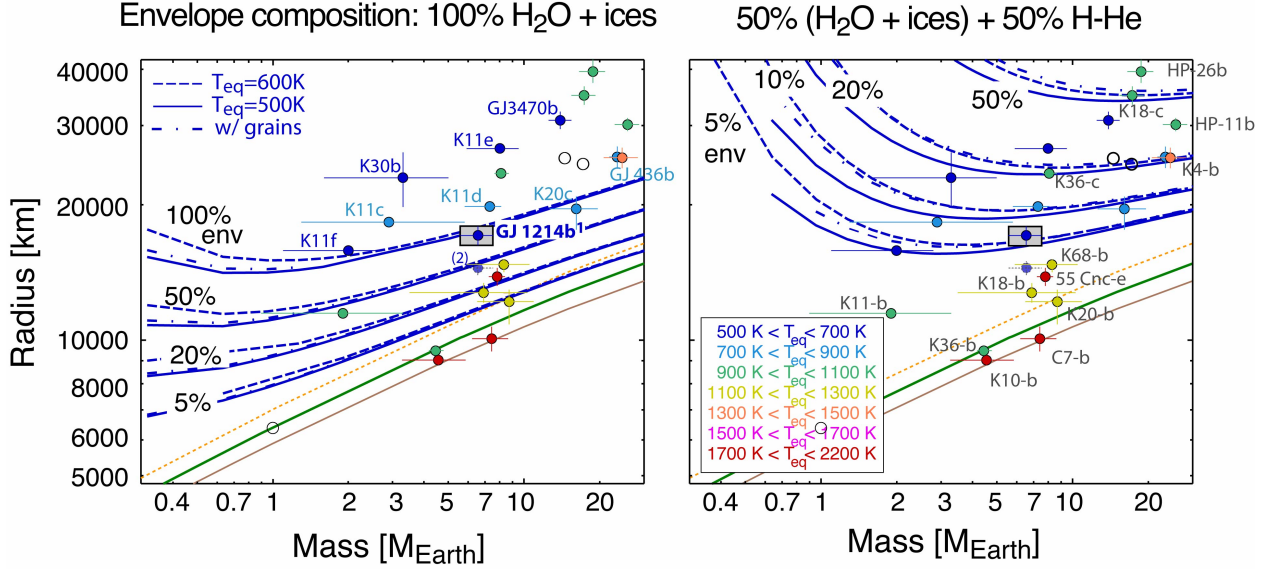 Envelope composition: 100% H2O + ices
50% (H2O + ices) + 50% H-He
Radius [km]
40000
30000
20000
10000
8000
6000
5000
Teq=600K
Teq=500K
w/ grains
GJ3470b
K11e
K30b
K11d
K20c
GJ 436b
K11c
100%
env
K11f
GJ 1214b1
(2)
50%
20%
5%
0.4
0.7
1
2
3
4
5
7
10
20
Mass [MEarth]
10%
20%
50%
5%
env
HP-26b
K18-c
HP-11b
K4-b
K36-c
K68-b
K18-b
55 Cnc-e
K20-b
K11-b
K36-b
C7-b
K10-b
500 K < Teq < 700 K
700 K < Teq < 900 K
900 K < Teq < 1100 K
1100 K < Teq < 1300 K
1300 K < Teq < 1500 K
1500 K < Teq < 1700 K
1700 K < Teq < 2200 K
0.4
0.7
1
2
3
4
5
7
10
20
Mass [MEarth]